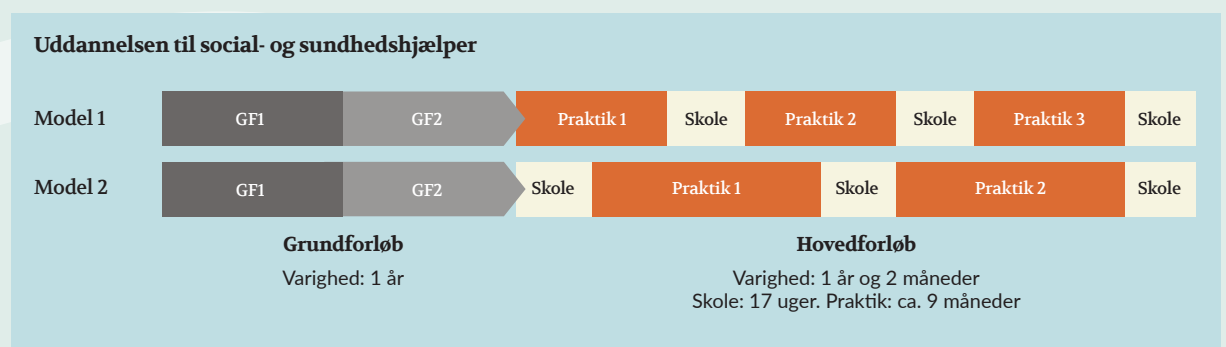 Uddannelsen til social- og sundhedshjælper
Model 1 GF1 GF2 Praktik 1 Skole Praktik 2 Skole Praktik 3 Skole
Model 2 GF1 GF2 Skole Praktik 1 Skole Praktik 2 Skole
Grundforløb
Varighed: 1 år
Hovedforløb
Varighed: 1 år og 2 måneder
Skole: 17 uger. Praktik: ca. 9 måneder